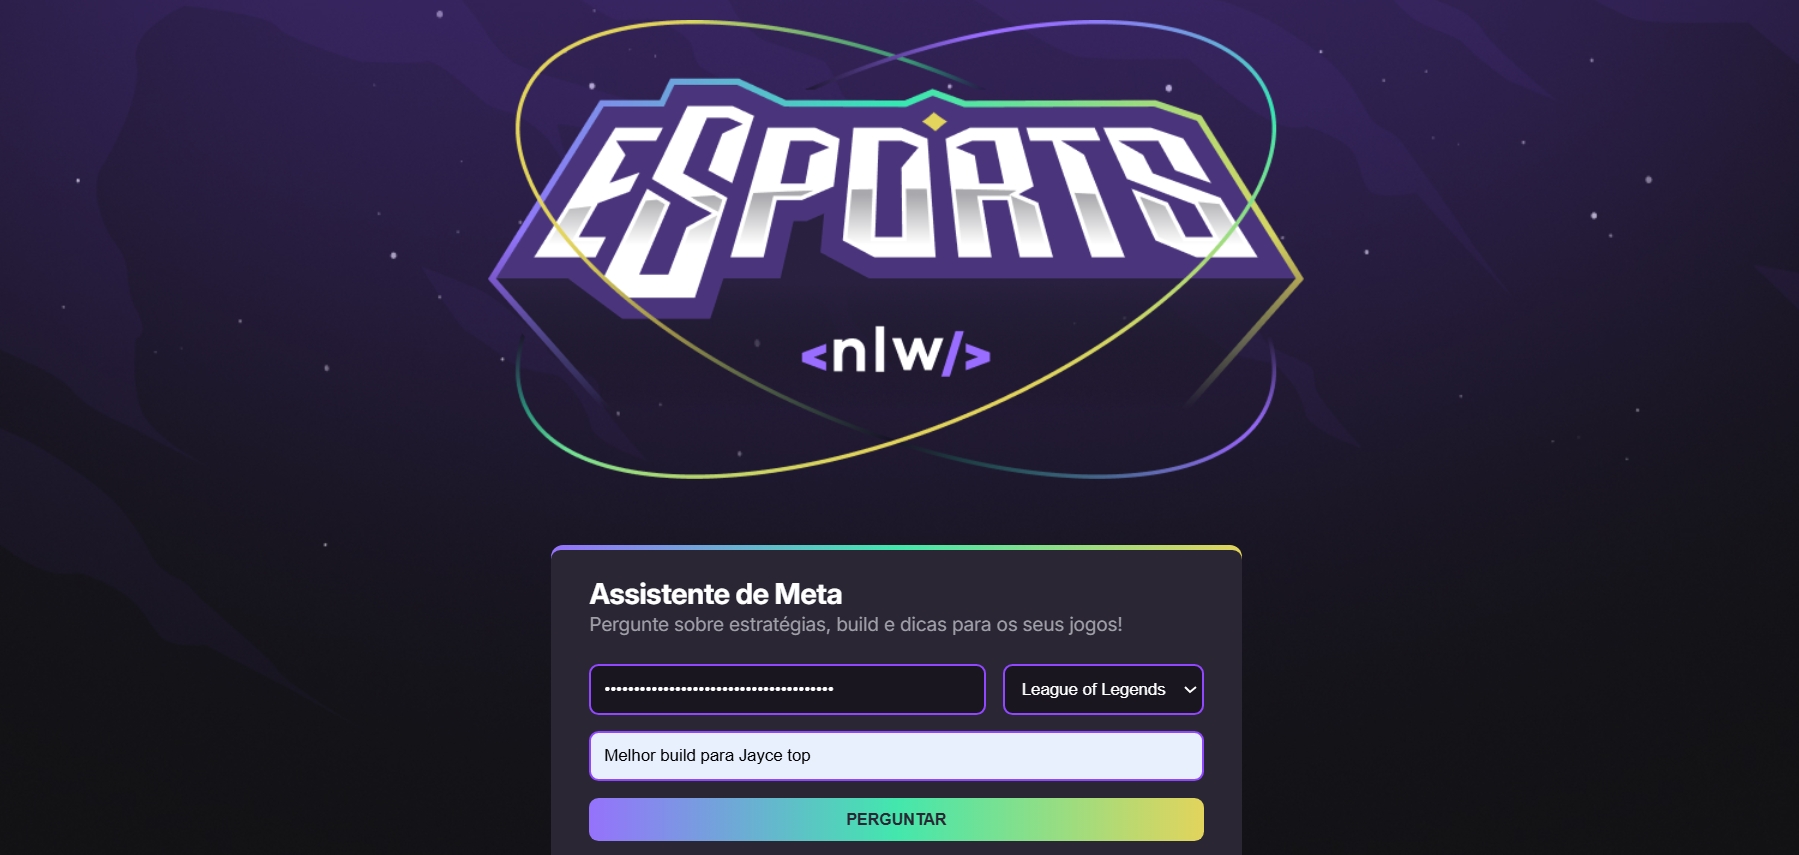 ESPORTS
<nlw/>
Assistente de Meta
Pergunte sobre estratégias, build e dicas para os seus jogos!
•••••••••••••••••••••••••••••••••••••••
League of Legends
Melhor build para Jayce top
PERGUNTAR